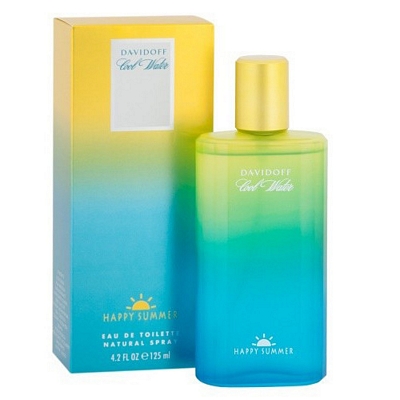 DAVIDOFF
Cool Water
HAPPY SUMMER
EAU DE TOILETTE
NATURAL SPRAY
4.2 FL OZ ℮ 125 ml
DAVIDOFF
Cool Water
HAPPY SUMMER